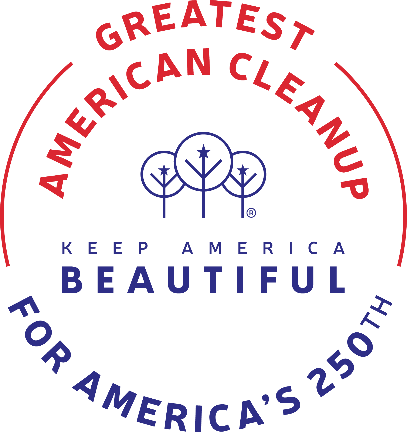 GREATEST
AMERICAN CLEANUP
®
KEEP AMERICA
BEAUTIFUL
FOR AMERICA'S 250TH